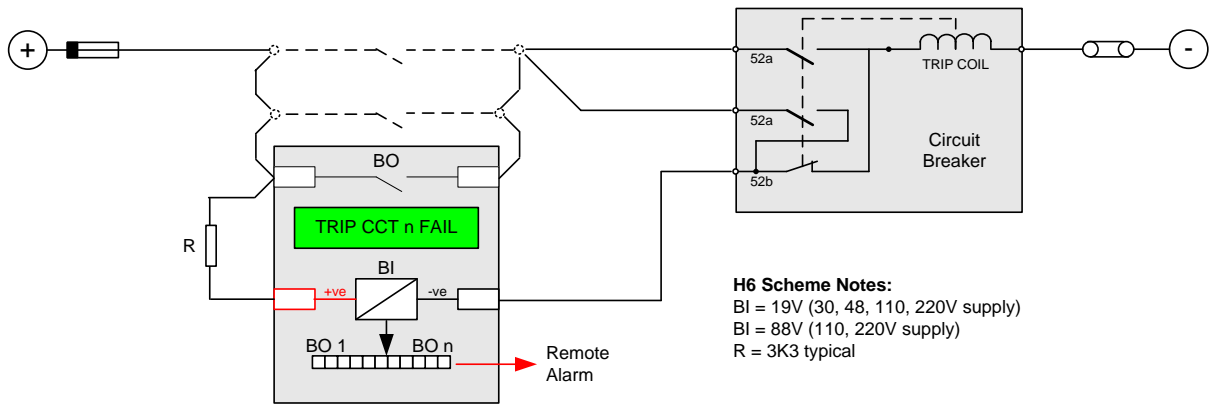 +
-
52a
TRIP COIL
52a
Circuit
Breaker
52b
BO
TRIP CCT n FAIL
R
BI
+ve
-ve
BO 1
BO n
Remote
Alarm
H6 Scheme Notes:
BI = 19V (30, 48, 110, 220V supply)
BI = 88V (110, 220V supply)
R = 3K3 typical